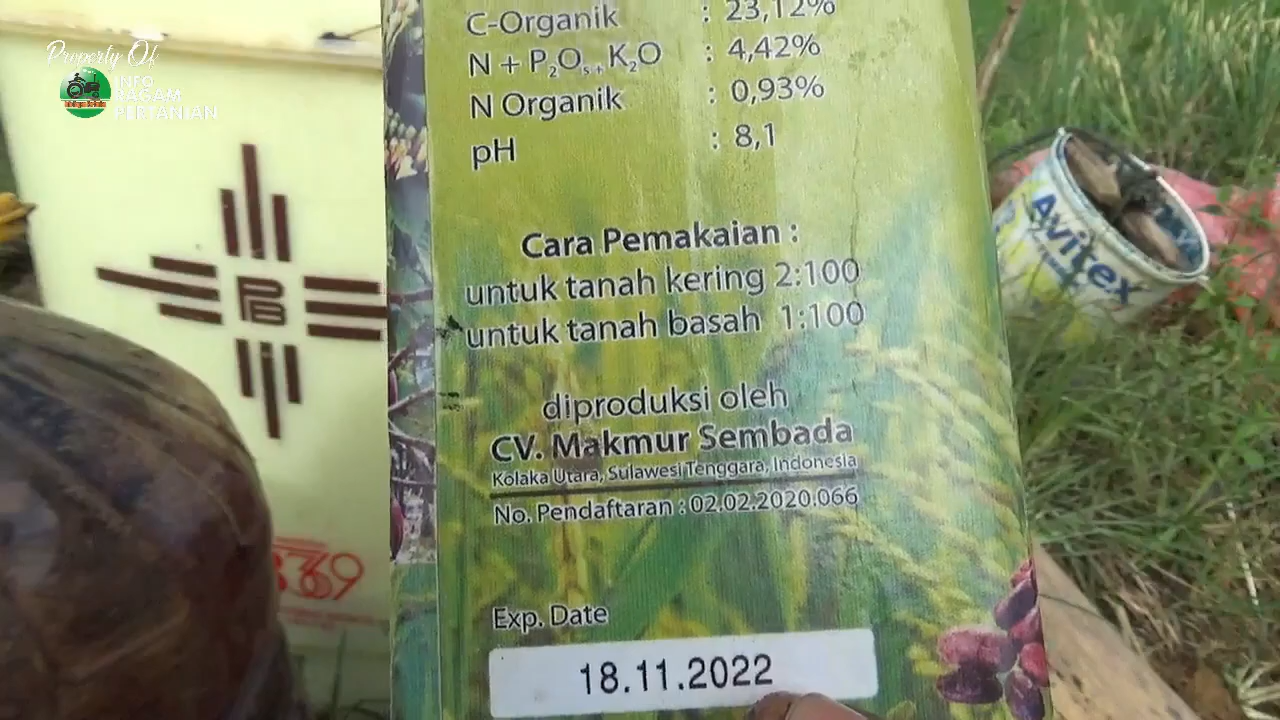 Property Of
INFO
RAGAM
PERTANIAN
C-Organik : 23,12%
N + P₂O₅ + K₂O : 4,42%
N Organik : 0,93%
pH : 8,1
Cara Pemakaian :
untuk tanah kering 2:100
untuk tanah basah 1:100
diproduksi oleh
CV. Makmur Sembada
Kolaka Utara, Sulawesi Tenggara, Indonesia
No. Pendaftaran : 02.02.2020.066
Exp. Date
18.11.2022
Avitex
PB